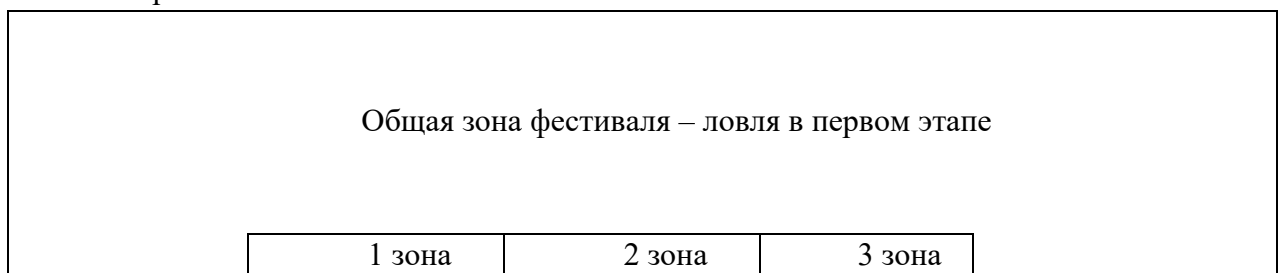 Общая зона фестиваля – ловля в первом этапе
1 зона 2 зона 3 зона